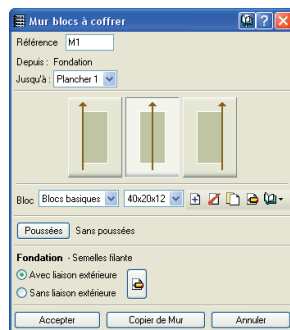 Mur blocs à coffrer
Référence M1
Depuis : Fondation
Jusqu'à : Plancher 1
Bloc Blocs basiques 40x20x12
Poussées Sans poussées
Fondation - Semelles filante
Avec liaison extérieure
Sans liaison extérieure
Accepter Copier de Mur Annuler